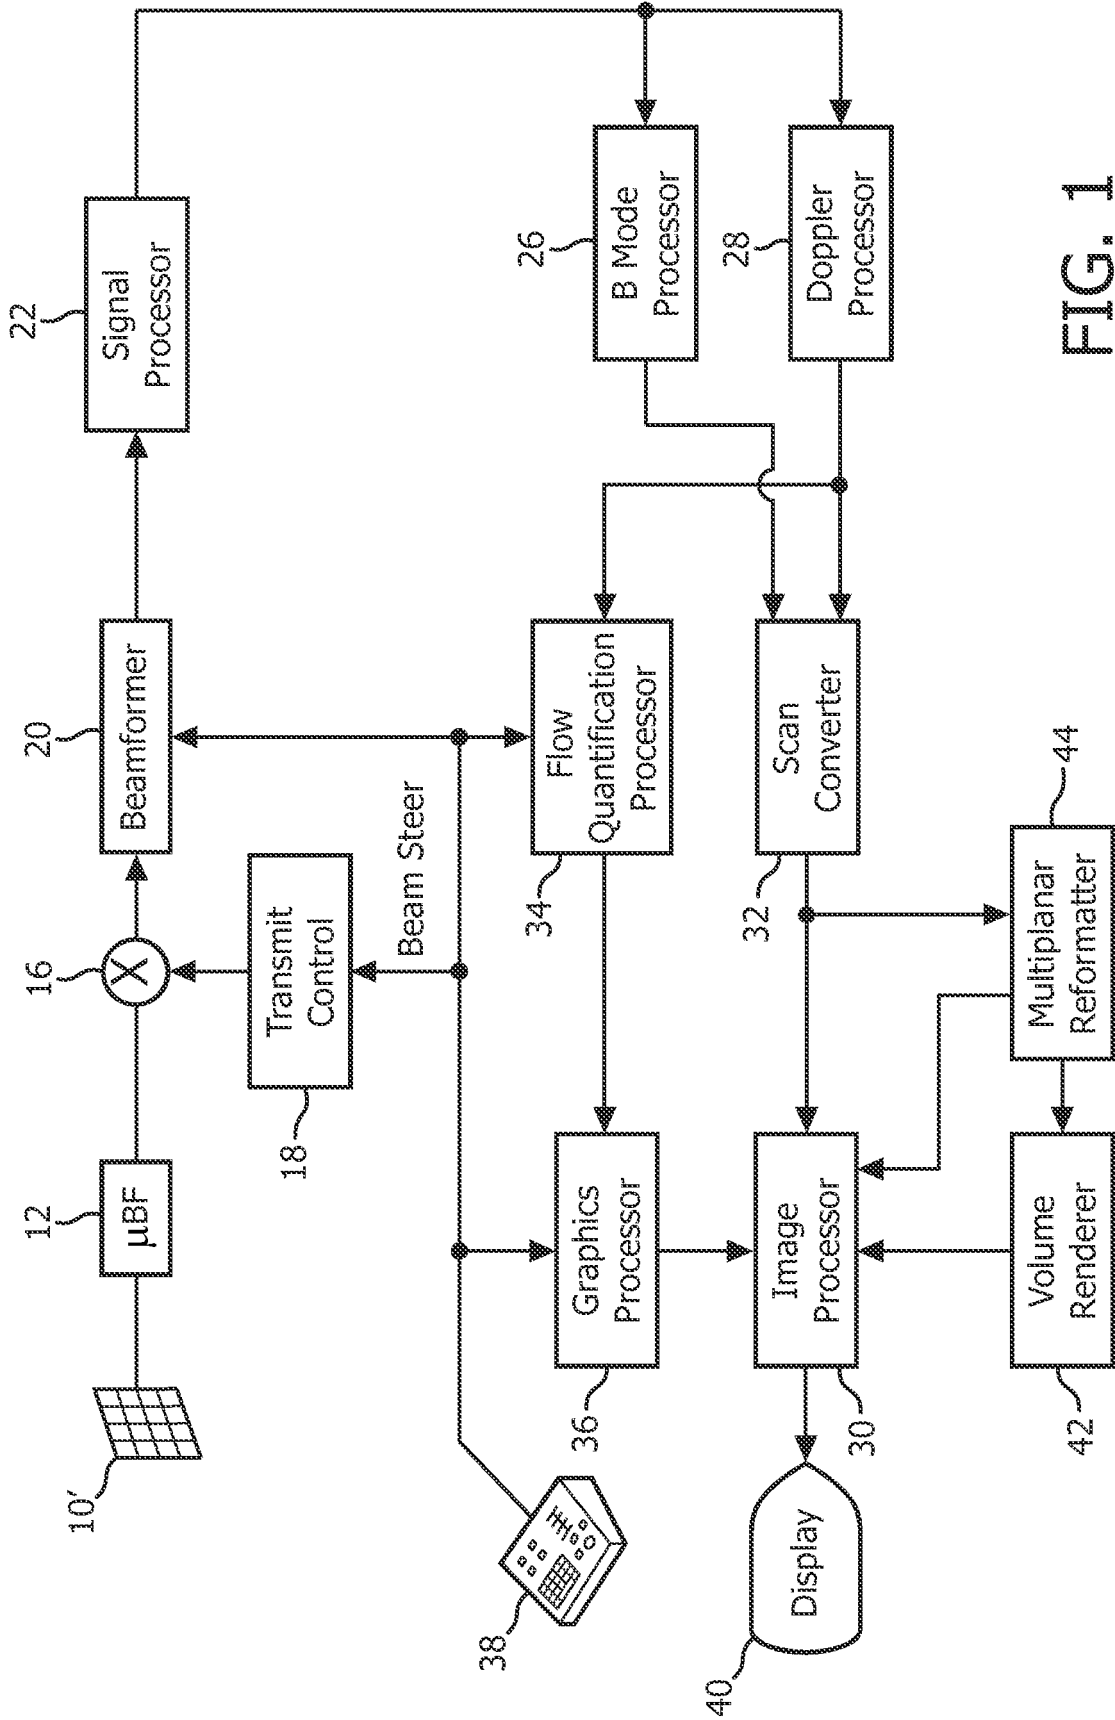 10'
12
μBF
16
X
18
Transmit
Control
20
Beamformer
22
Signal
Processor
Beam Steer
38
36
Graphics
Processor
34
Flow
Quantification
Processor
26
B Mode
Processor
40
Display
30
Image
Processor
32
Scan
Converter
28
Doppler
Processor
42
Volume
Renderer
44
Multiplanar
Reformatter
FIG. 1